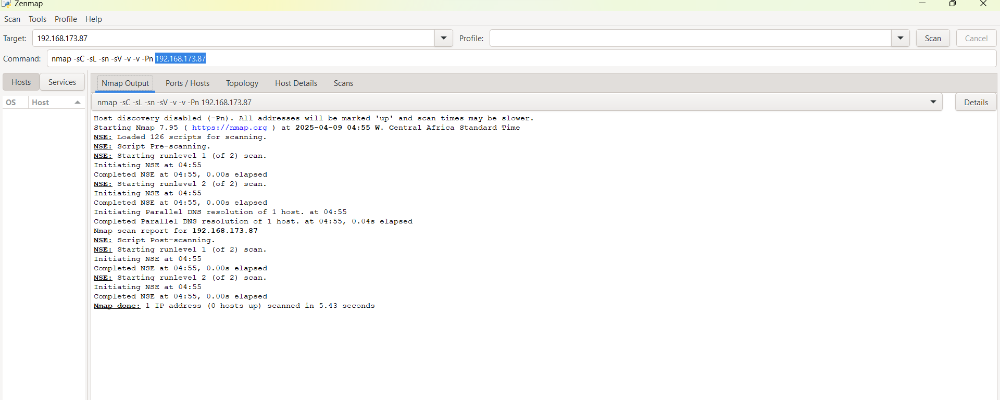 Zenmap
Scan Tools Profile Help
Target: 192.168.173.87 Profile: Scan Cancel
Command: nmap -sC -sL -sn -sV -v -v -Pn 192.168.173.87
Hosts Services Nmap Output Ports / Hosts Topology Host Details Scans
OS Host nmap -sC -sL -sn -sV -v -v -Pn 192.168.173.87 Details
Host discovery disabled (-Pn). All addresses will be marked 'up' and scan times may be slower.
Starting Nmap 7.95 ( https://nmap.org ) at 2025-04-09 04:55 W. Central Africa Standard Time
NSE: Loaded 126 scripts for scanning.
NSE: Script Pre-scanning.
NSE: Starting runlevel 1 (of 2) scan.
Initiating NSE at 04:55
Completed NSE at 04:55, 0.00s elapsed
NSE: Starting runlevel 2 (of 2) scan.
Initiating NSE at 04:55
Completed NSE at 04:55, 0.00s elapsed
Initiating Parallel DNS resolution of 1 host. at 04:55
Completed Parallel DNS resolution of 1 host. at 04:55, 0.04s elapsed
Nmap scan report for 192.168.173.87
NSE: Script Post-scanning.
NSE: Starting runlevel 1 (of 2) scan.
Initiating NSE at 04:55
Completed NSE at 04:55, 0.00s elapsed
NSE: Starting runlevel 2 (of 2) scan.
Initiating NSE at 04:55
Completed NSE at 04:55, 0.00s elapsed
Nmap done: 1 IP address (0 hosts up) scanned in 5.43 seconds